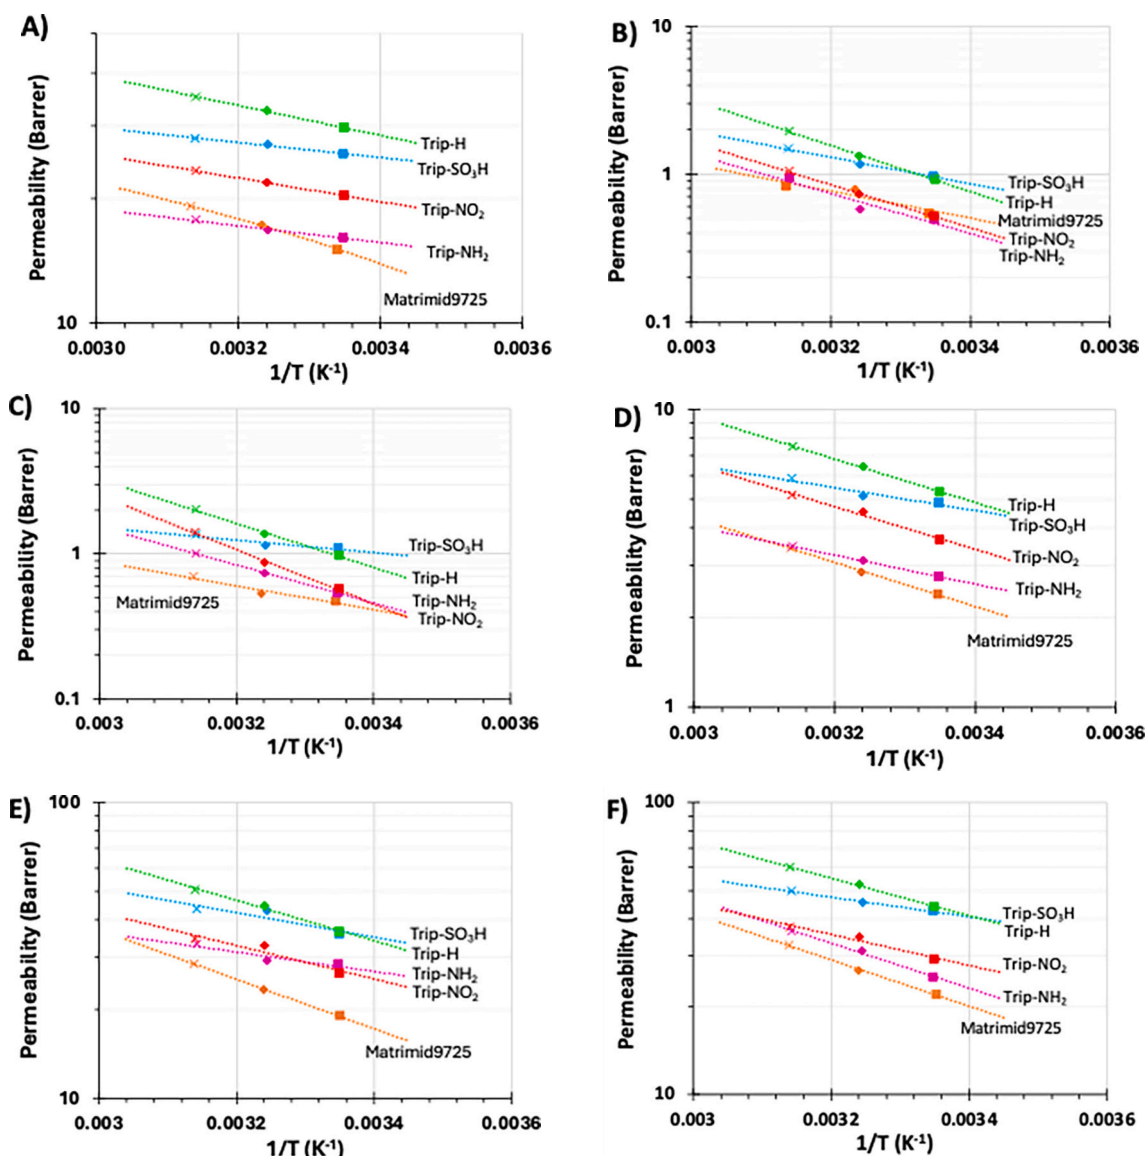 A)
Permeability (Barrer)
Trip-H
Trip-SO3H
Trip-NO2
Trip-NH2
Matrimid9725
10
0.0030
0.0032
0.0034
0.0036
1/T (K-1)
B)
Permeability (Barrer)
10
1
0.1
Trip-SO3H
Trip-H
Matrimid9725
Trip-NO2
Trip-NH2
0.003
0.0032
0.0034
0.0036
1/T (K-1)
C)
Permeability (Barrer)
10
1
0.1
Trip-SO3H
Trip-H
Matrimid9725
Trip-NH2
Trip-NO2
0.003
0.0032
0.0034
0.0036
1/T (K-1)
D)
Permeability (Barrer)
10
1
Trip-H
Trip-SO3H
Trip-NO2
Trip-NH2
Matrimid9725
0.003
0.0032
0.0034
0.0036
1/T (K-1)
E)
Permeability (Barrer)
100
10
Trip-SO3H
Trip-H
Trip-NH2
Trip-NO2
Matrimid9725
0.003
0.0032
0.0034
0.0036
1/T (K-1)
F)
Permeability (Barrer)
100
10
Trip-SO3H
Trip-H
Trip-NO2
Trip-NH2
Matrimid9725
0.003
0.0032
0.0034
0.0036
1/T (K-1)